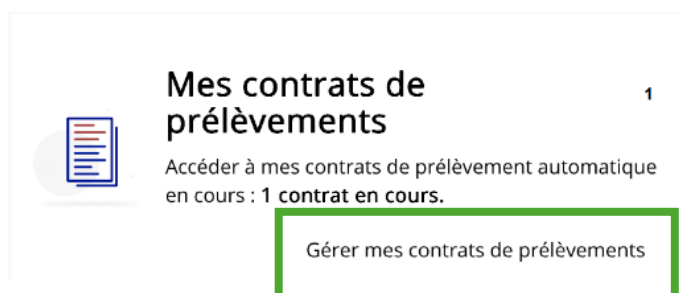 Mes contrats de
1
prélèvements
Accéder à mes contrats de prélèvement automatique
en cours : 1 contrat en cours.
Gérer mes contrats de prélèvements